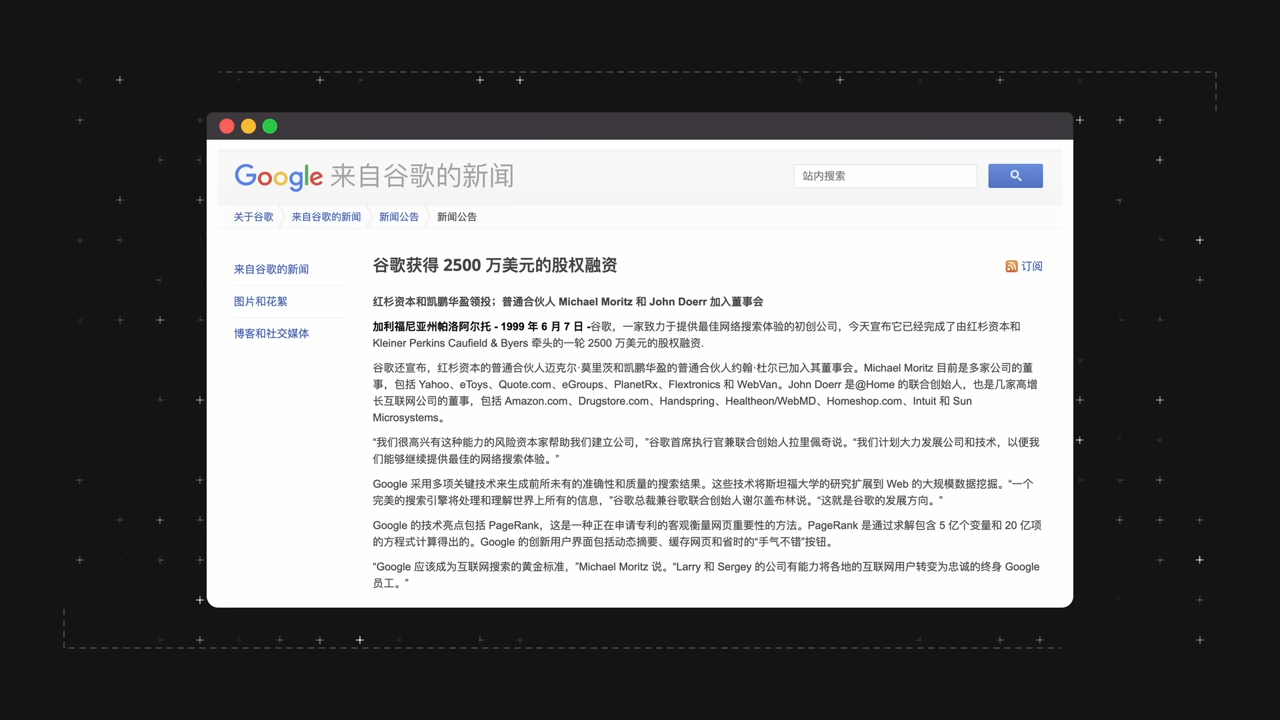 Google 来自谷歌的新闻
站内搜索
关于谷歌 来自谷歌的新闻 新闻公告 新闻公告
来自谷歌的新闻
图片和花絮
博客和社交媒体
谷歌获得 2500 万美元的股权融资
订阅
红杉资本和凯鹏华盈领投；普通合伙人 Michael Moritz 和 John Doerr 加入董事会
加利福尼亚州帕洛阿尔托 - 1999 年 6 月 7 日 -谷歌，一家致力于提供最佳网络搜索体验的初创公司，今天宣布它已经完成了由红杉资本和
Kleiner Perkins Caufield & Byers 牵头的一轮 2500 万美元的股权融资.
谷歌还宣布，红杉资本的普通合伙人迈克尔·莫里茨和凯鹏华盈的普通合伙人约翰·杜尔已加入其董事会。Michael Moritz 目前是多家公司的董
事，包括 Yahoo、eToys、Quote.com、eGroups、PlanetRx、Flextronics 和 WebVan。John Doerr 是@Home 的联合创始人，也是几家高增
长互联网公司的董事，包括 Amazon.com、Drugstore.com、Handspring、Healtheon/WebMD、Homeshop.com、Intuit 和 Sun
Microsystems。
“我们很高兴有这种能力的风险资本家帮助我们建立公司，”谷歌首席执行官兼联合创始人拉里佩奇说。“我们计划大力发展公司和技术，以便我
们能够继续提供最佳的网络搜索体验。”
Google 采用多项关键技术来生成前所未有的准确性和质量的搜索结果。这些技术将斯坦福大学的研究扩展到 Web 的大规模数据挖掘。“一个
完美的搜索引擎将处理和理解世界上所有的信息，”谷歌总裁兼谷歌联合创始人谢尔盖布林说。“这就是谷歌的发展方向。”
Google 的技术亮点包括 PageRank，这是一种正在申请专利的客观衡量网页重要性的方法。PageRank 是通过求解包含 5 亿个变量和 20 亿项
的方程式计算得出的。Google 的创新用户界面包括动态摘要、缓存网页和省时的“手气不错”按钮。
“Google 应该成为互联网搜索的黄金标准，”Michael Moritz 说。“Larry 和 Sergey 的公司有能力将各地的互联网用户转变为忠诚的终身 Google
员工。”